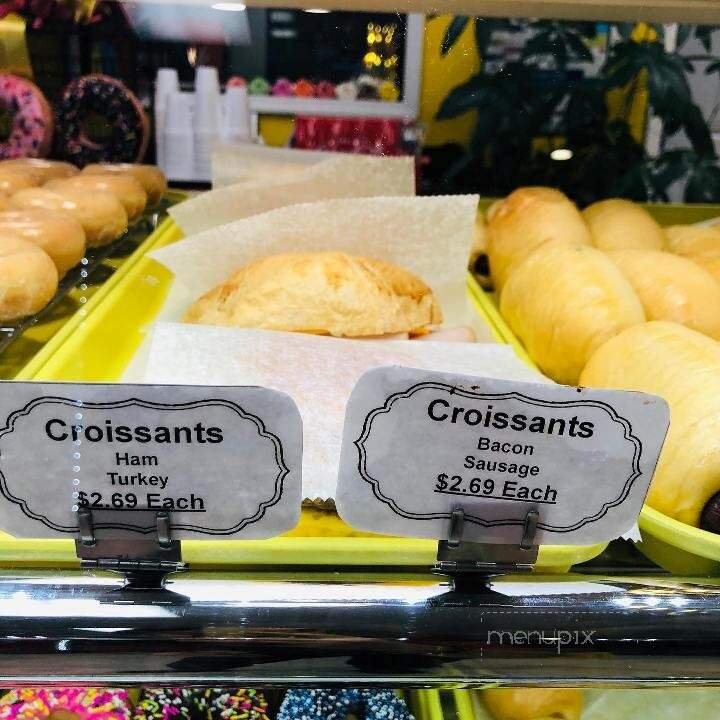 Croissants
Ham
Turkey
$2.69 Each
Croissants
Bacon
Sausage
$2.69 Each
menupix